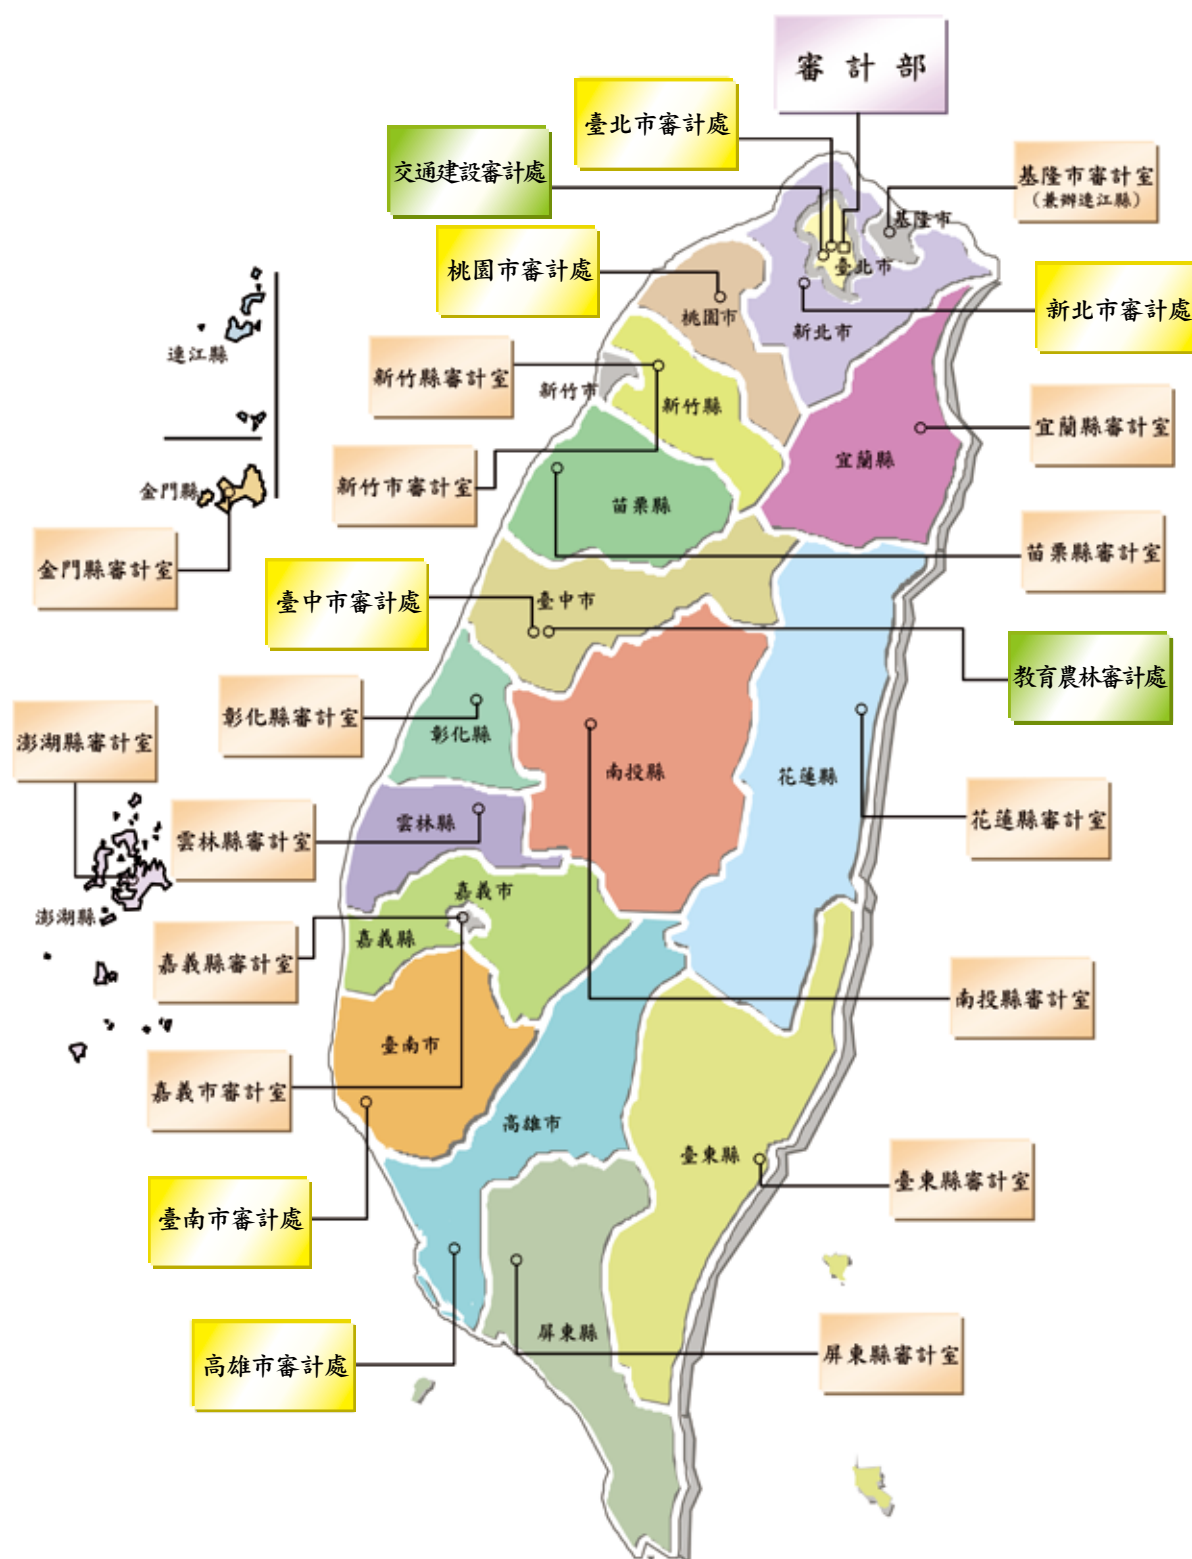 審計部
臺北市審計處
交通建設審計處
基隆市審計室
(兼辦連江縣)
基隆市
桃園市審計處
臺北市
新北市審計處
桃園市
新北市
連江縣
新竹縣審計室
新竹市
新竹縣
宜蘭縣審計室
宜蘭縣
新竹市審計室
金門縣
苗栗縣
苗栗縣審計室
金門縣審計室
臺中市審計處
臺中市
教育農林審計處
彰化縣審計室
彰化縣
澎湖縣審計室
南投縣
花蓮縣
雲林縣審計室
雲林縣
花蓮縣審計室
嘉義市
澎湖縣
嘉義縣
嘉義縣審計室
南投縣審計室
臺南市
嘉義市審計室
高雄市
臺東縣
臺東縣審計室
臺南市審計處
屏東縣
屏東縣審計室
高雄市審計處